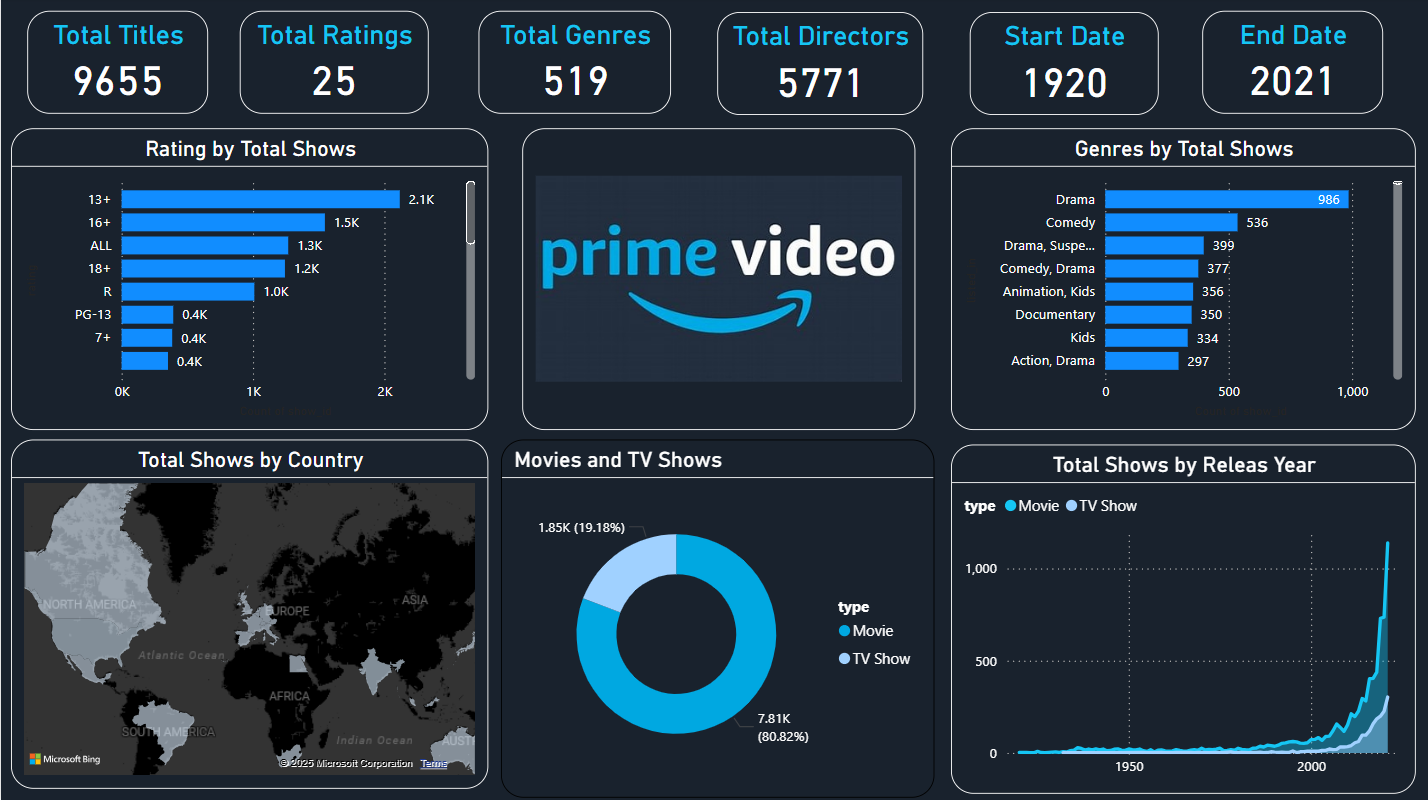 Total Titles
9655
Total Ratings
25
Total Genres
519
Total Directors
5771
Start Date
1920
End Date
2021
Rating by Total Shows
13+ 2.1K
16+ 1.5K
ALL 1.3K
18+ 1.2K
R 1.0K
PG-13 0.4K
7+ 0.4K
0.4K
0K 1K 2K
prime video
Genres by Total Shows
Drama 986
Comedy 536
Drama, Suspe... 399
Comedy, Drama 377
Animation, Kids 356
Documentary 350
Kids 334
Action, Drama 297
0 500 1,000
Total Shows by Country
NORTH AMERICA
EUROPE
ASIA
Atlantic Ocean
AFRICA
SOUTH AMERICA
Indian Ocean
AUST
Microsoft Bing
© 2025 Microsoft Corporation Terms
Movies and TV Shows
1.85K (19.18%)
7.81K
(80.82%)
type
Movie
TV Show
Total Shows by Releas Year
type Movie TV Show
1,000
500
0
1950 2000